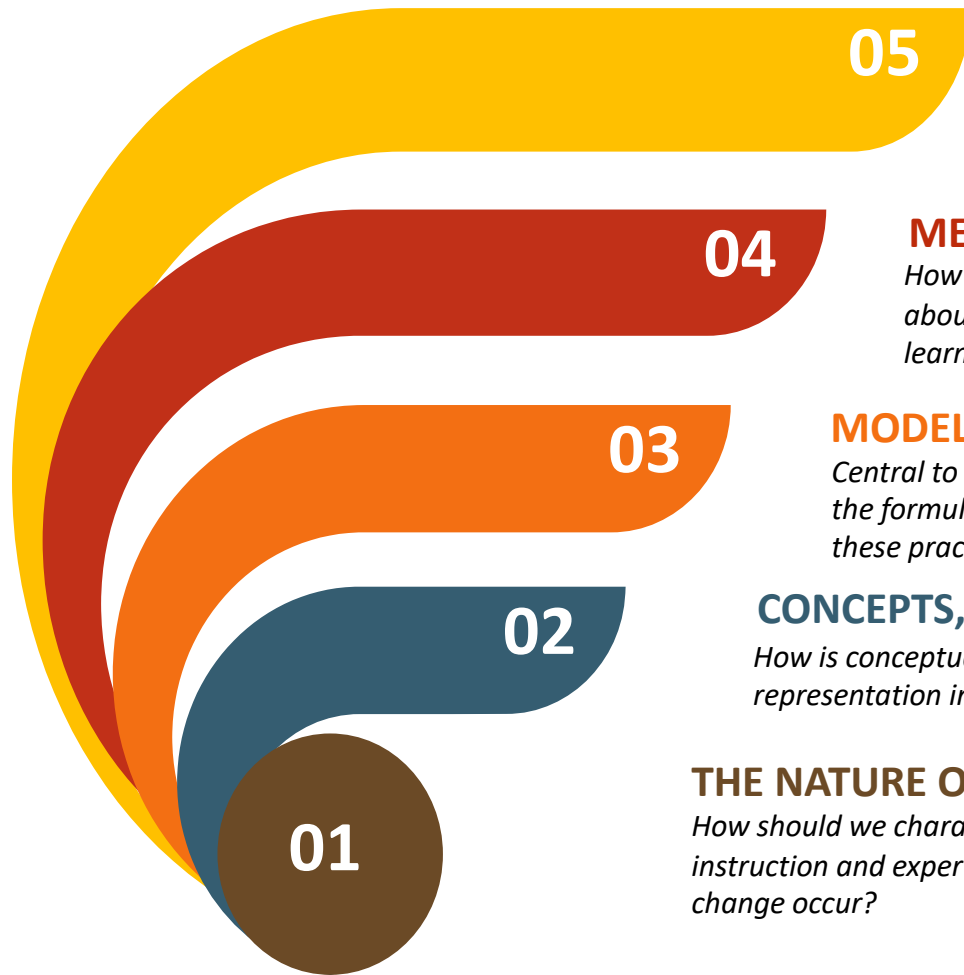 05
04
ME
How
abou
learn
03
MODEL
Central to
the formul
these prac
02
CONCEPTS,
How is conceptu
representation in
01
THE NATURE O
How should we chara
instruction and exper
change occur?